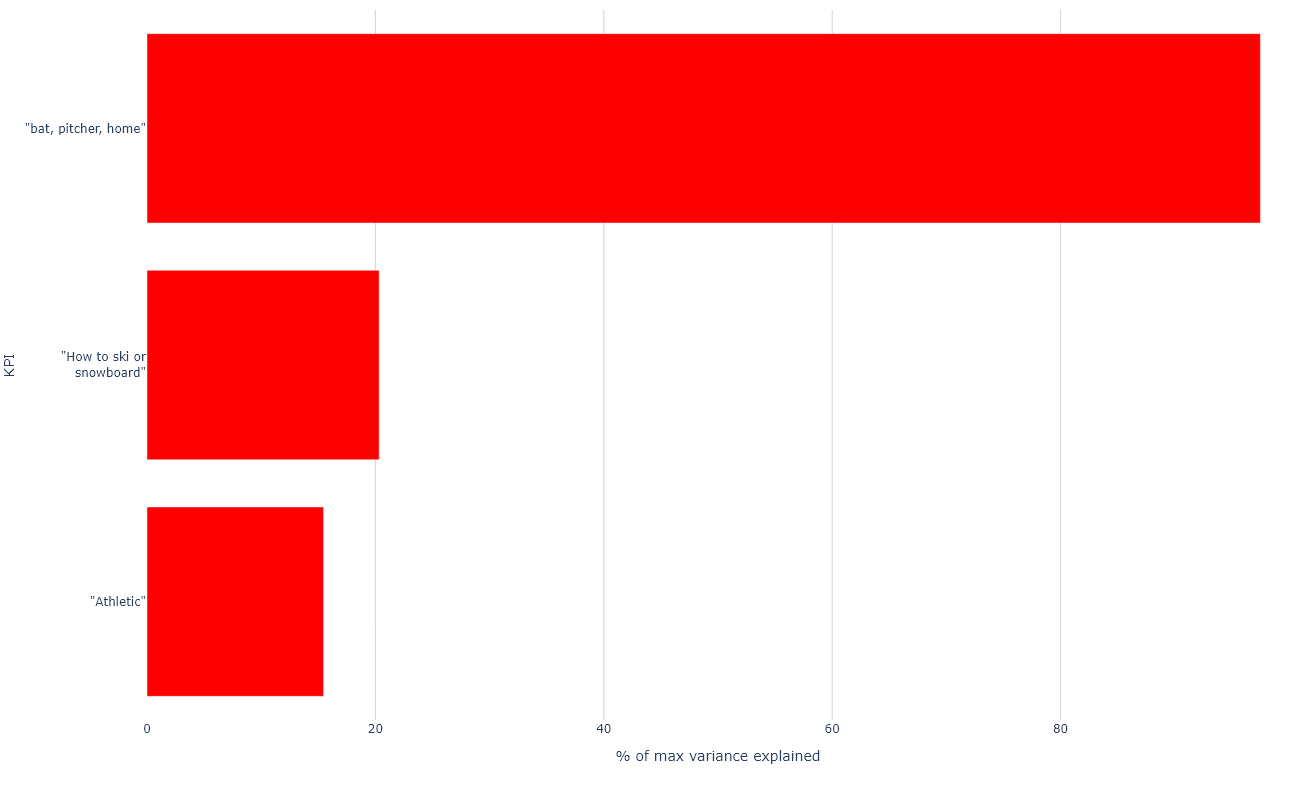 "bat, pitcher, home"
"How to ski or
snowboard"
"Athletic"
KPI
0
20
40
60
80
% of max variance explained